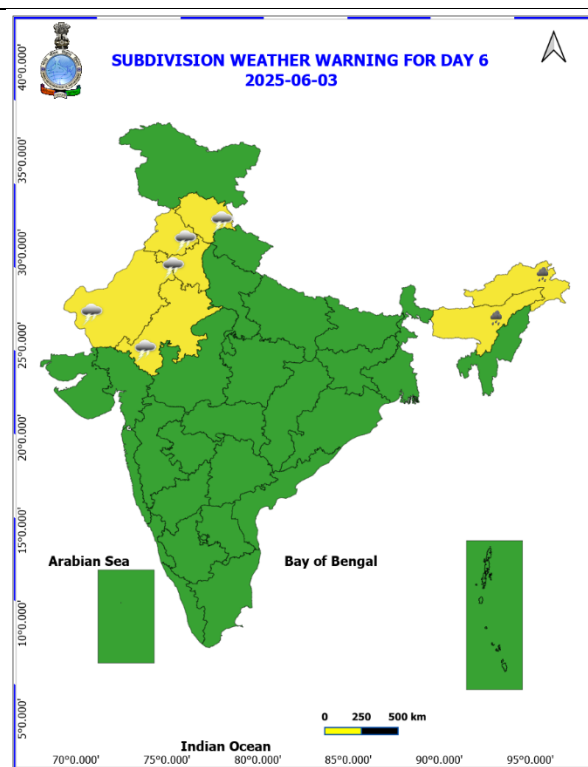 SUBDIVISION WEATHER WARNING FOR DAY 6
2025-06-03
40°0.000'
35°0.000'
30°0.000'
25°0.000'
20°0.000'
15°0.000'
10°0.000'
5°0.000'
Arabian Sea
Bay of Bengal
0 250 500 km
Indian Ocean
70°0.000' 75°0.000' 80°0.000' 85°0.000' 90°0.000' 95°0.000'